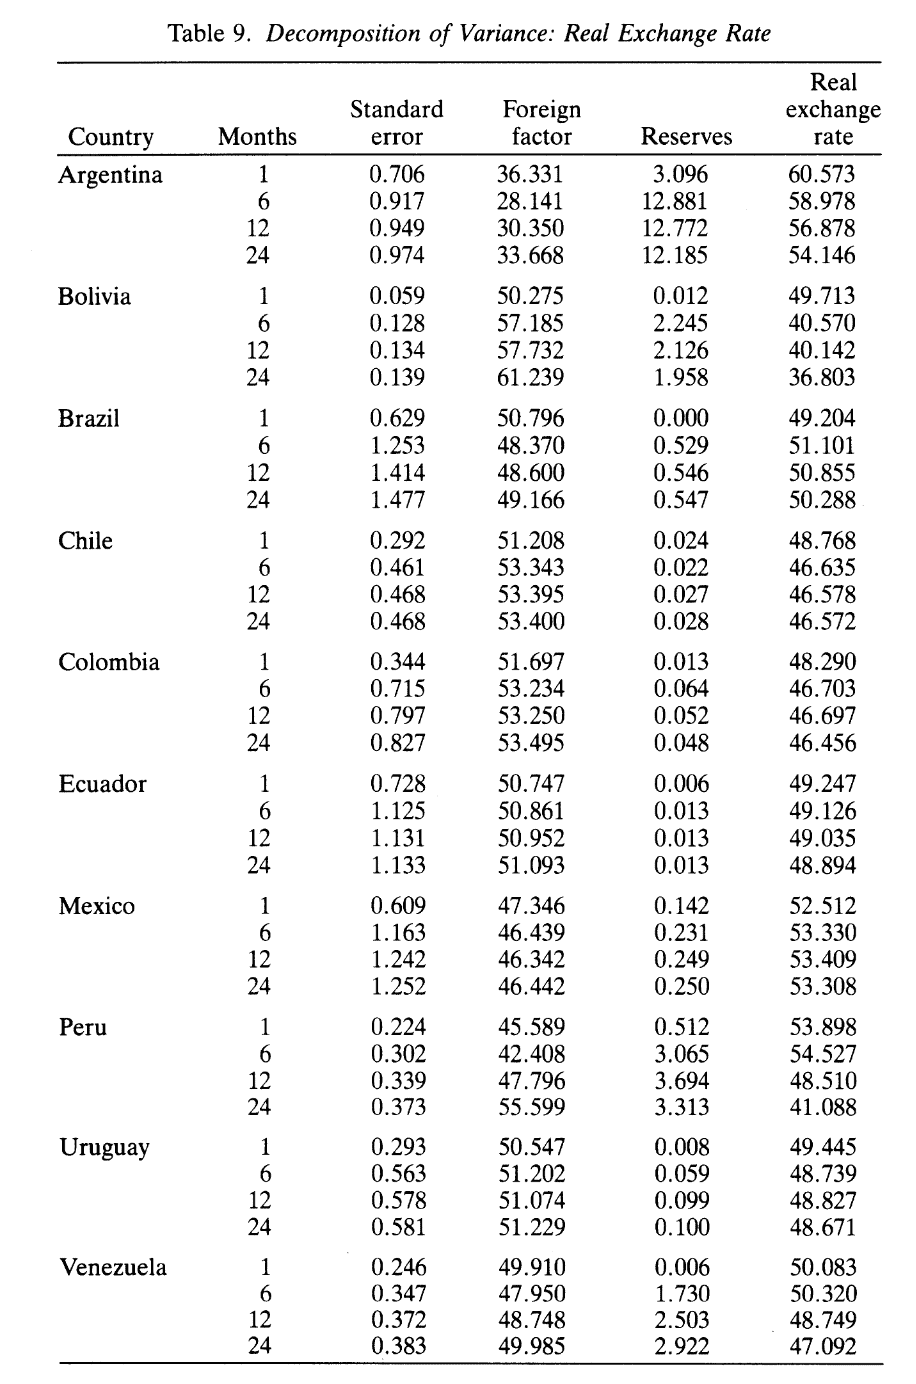 Table 9. Decomposition of Variance: Real Exchange Rate
Country Months Standard error Foreign factor Reserves Real exchange rate
Argentina 1 0.706 36.331 3.096 60.573
6 0.917 28.141 12.881 58.978
12 0.949 30.350 12.772 56.878
24 0.974 33.668 12.185 54.146
Bolivia 1 0.059 50.275 0.012 49.713
6 0.128 57.185 2.245 40.570
12 0.134 57.732 2.126 40.142
24 0.139 61.239 1.958 36.803
Brazil 1 0.629 50.796 0.000 49.204
6 1.253 48.370 0.529 51.101
12 1.414 48.600 0.546 50.855
24 1.477 49.166 0.547 50.288
Chile 1 0.292 51.208 0.024 48.768
6 0.461 53.343 0.022 46.635
12 0.468 53.395 0.027 46.578
24 0.468 53.400 0.028 46.572
Colombia 1 0.344 51.697 0.013 48.290
6 0.715 53.234 0.064 46.703
12 0.797 53.250 0.052 46.697
24 0.827 53.495 0.048 46.456
Ecuador 1 0.728 50.747 0.006 49.247
6 1.125 50.861 0.013 49.126
12 1.131 50.952 0.013 49.035
24 1.133 51.093 0.013 48.894
Mexico 1 0.609 47.346 0.142 52.512
6 1.163 46.439 0.231 53.330
12 1.242 46.342 0.249 53.409
24 1.252 46.442 0.250 53.308
Peru 1 0.224 45.589 0.512 53.898
6 0.302 42.408 3.065 54.527
12 0.339 47.796 3.694 48.510
24 0.373 55.599 3.313 41.088
Uruguay 1 0.293 50.547 0.008 49.445
6 0.563 51.202 0.059 48.739
12 0.578 51.074 0.099 48.827
24 0.581 51.229 0.100 48.671
Venezuela 1 0.246 49.910 0.006 50.083
6 0.347 47.950 1.730 50.320
12 0.372 48.748 2.503 48.749
24 0.383 49.985 2.922 47.092